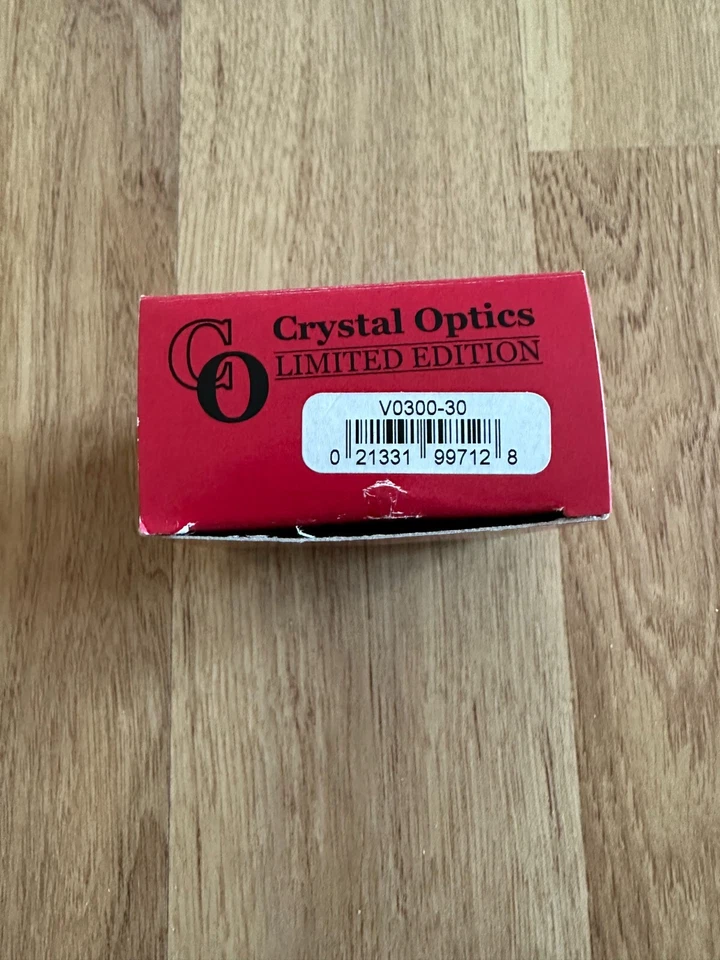 CO
Crystal Optics
LIMITED EDITION
V0300-30
0 21331 99712 8